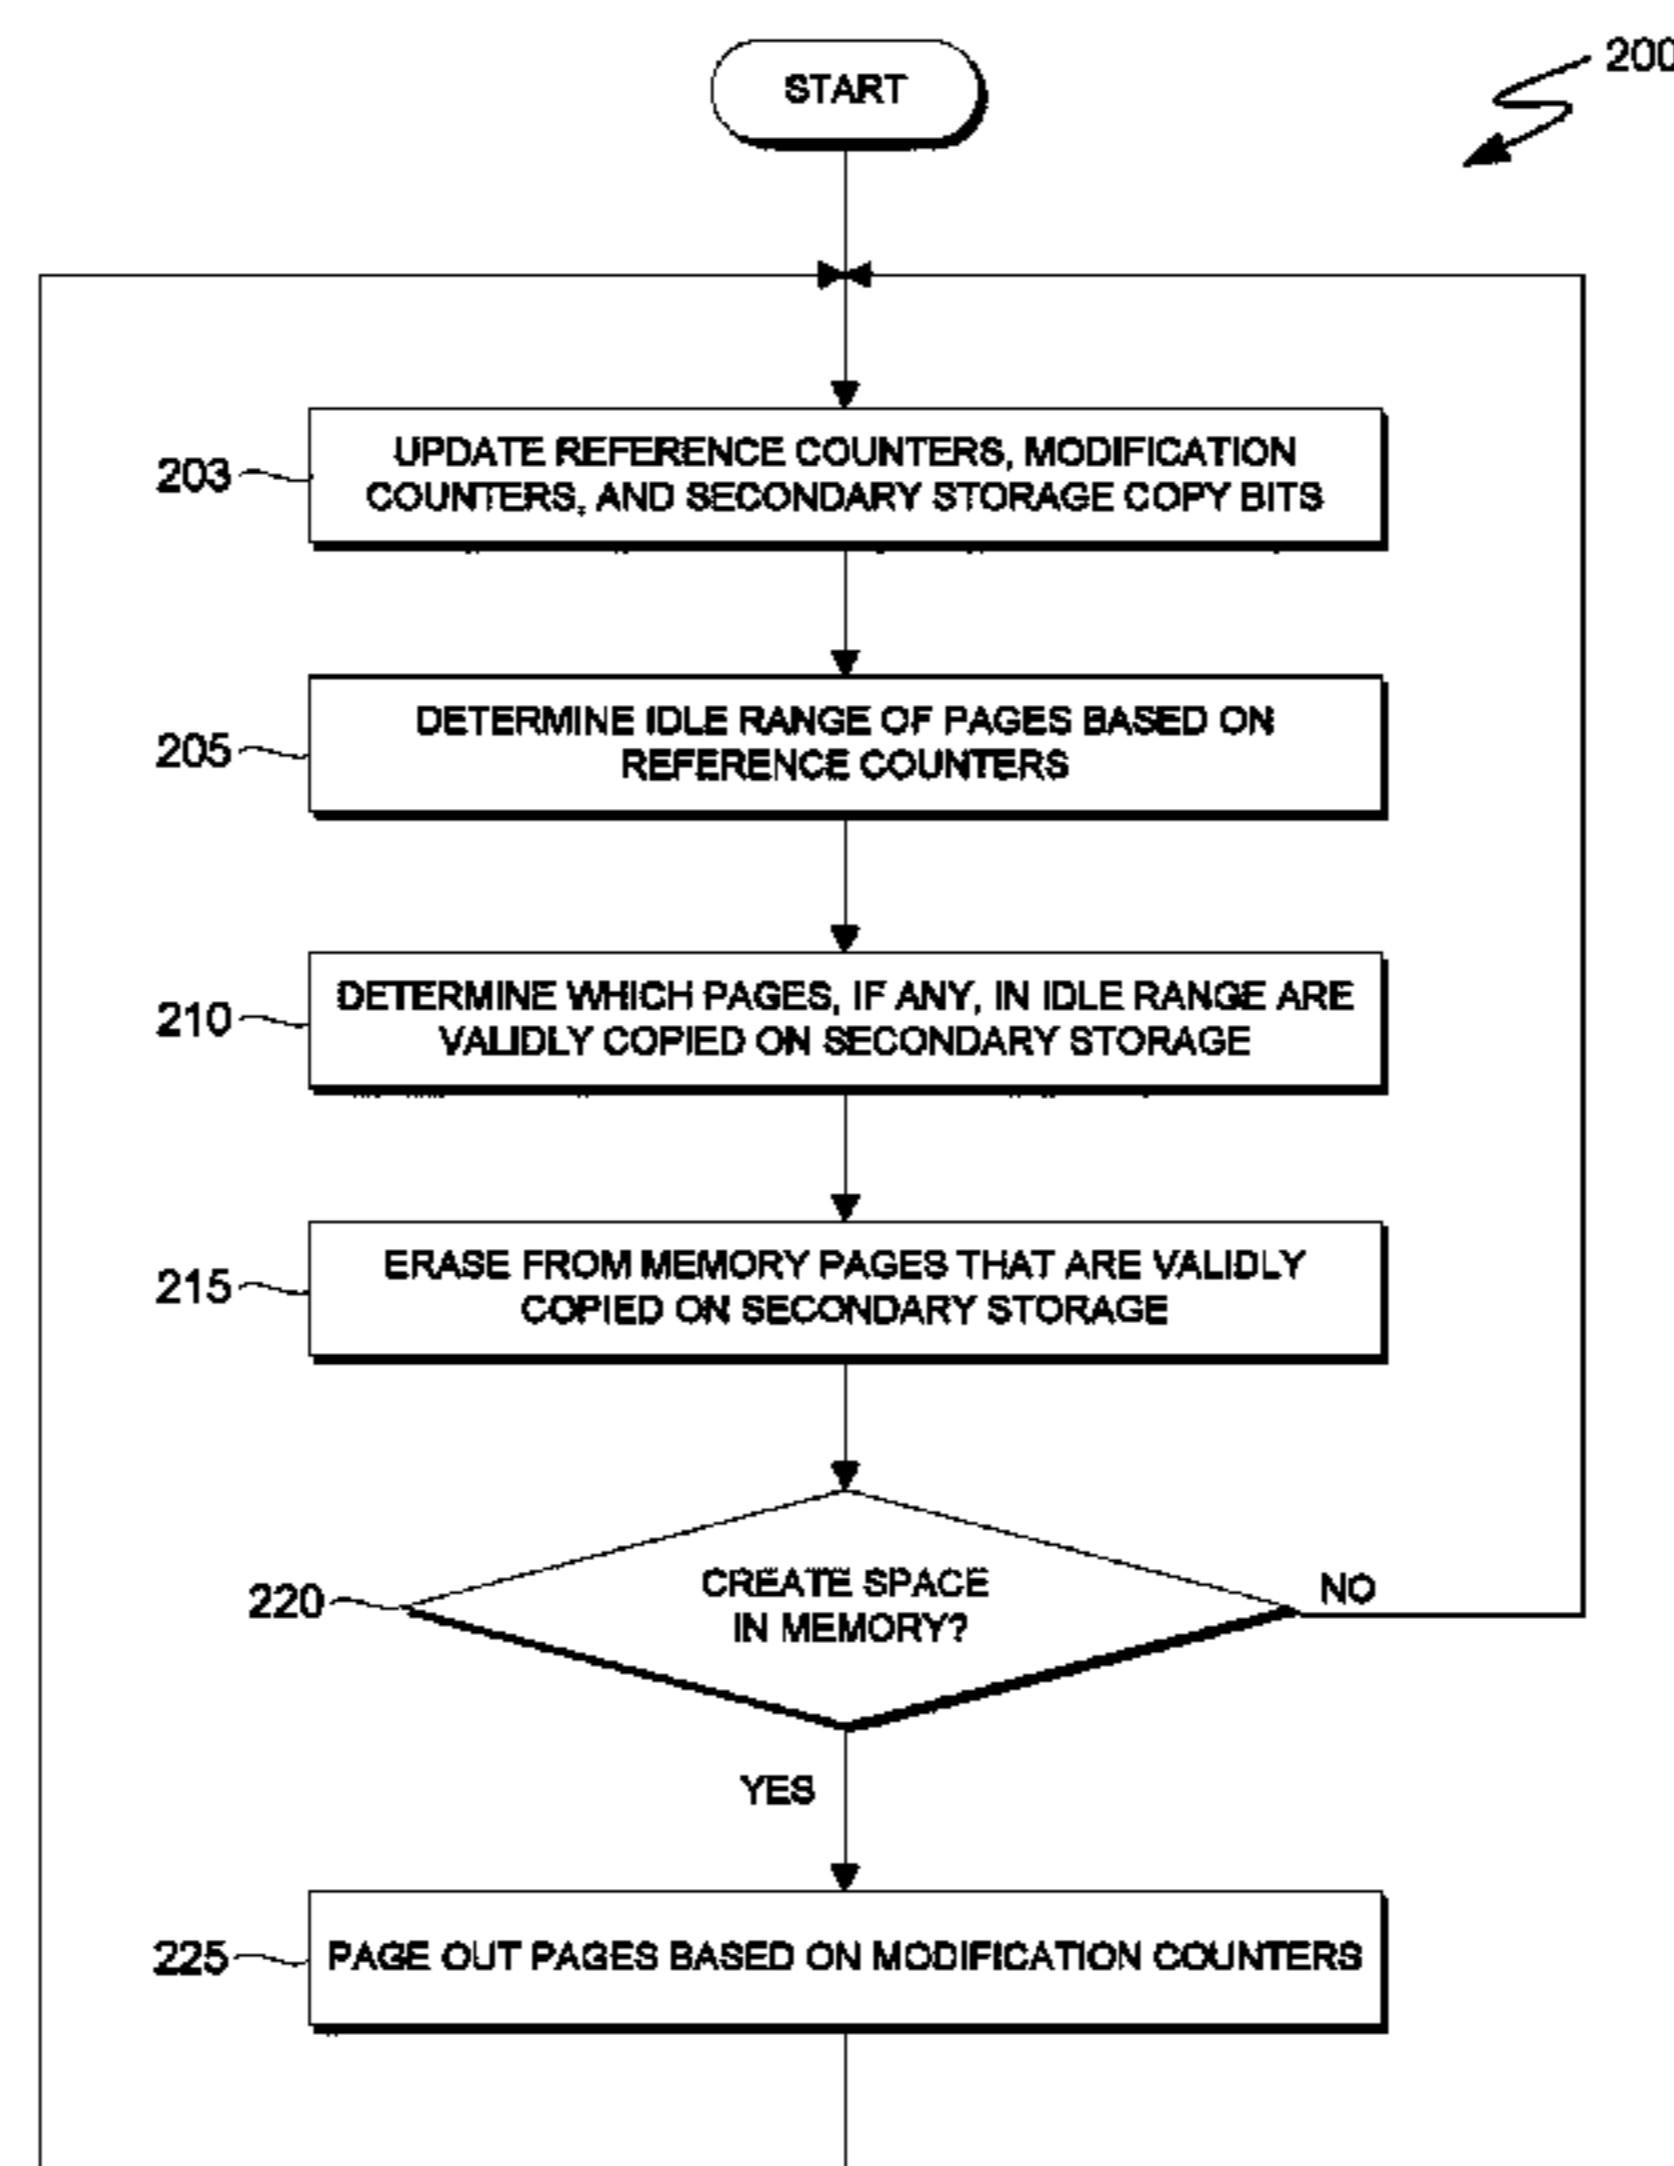 START
200
203
UPDATE REFERENCE COUNTERS, MODIFICATION
COUNTERS, AND SECONDARY STORAGE COPY BITS
205
DETERMINE IDLE RANGE OF PAGES BASED ON
REFERENCE COUNTERS
210
DETERMINE WHICH PAGES, IF ANY, IN IDLE RANGE ARE
VALIDLY COPIED ON SECONDARY STORAGE
215
ERASE FROM MEMORY PAGES THAT ARE VALIDLY
COPIED ON SECONDARY STORAGE
220
CREATE SPACE
IN MEMORY?
NO
YES
225
PAGE OUT PAGES BASED ON MODIFICATION COUNTERS